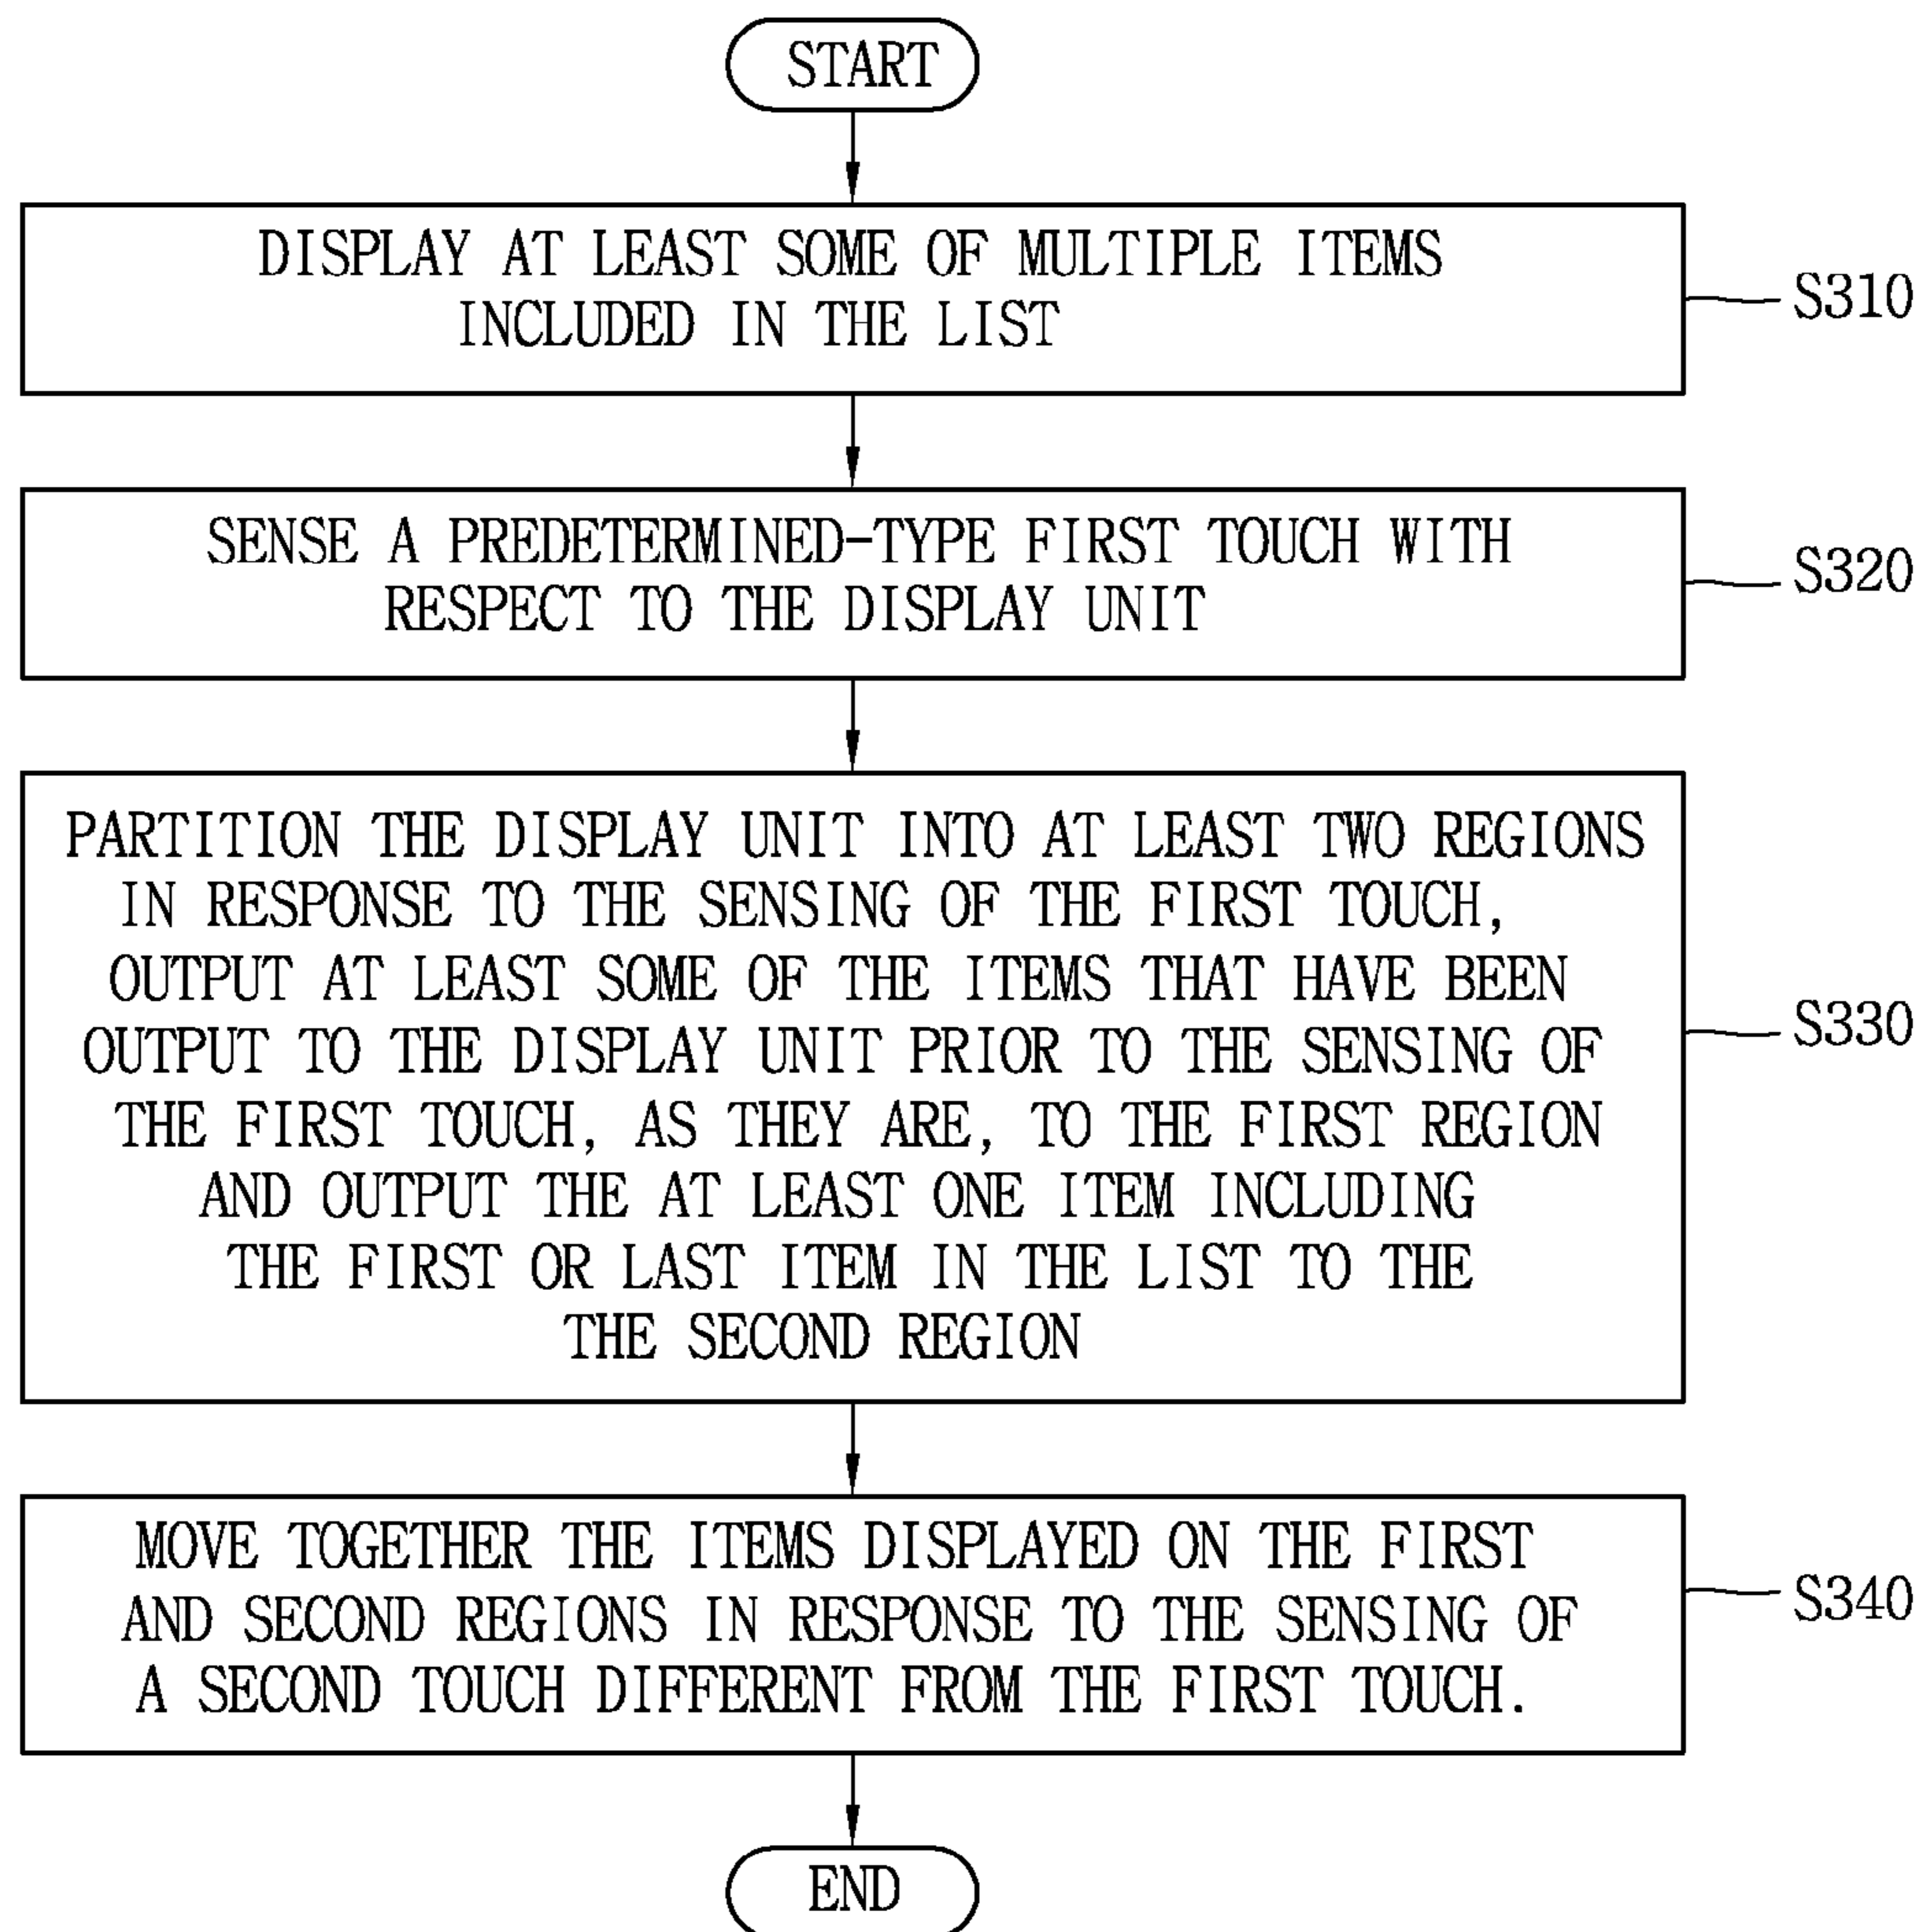 START
DISPLAY AT LEAST SOME OF MULTIPLE ITEMS
INCLUDED IN THE LIST
S310
SENSE A PREDETERMINED-TYPE FIRST TOUCH WITH
RESPECT TO THE DISPLAY UNIT
S320
PARTITION THE DISPLAY UNIT INTO AT LEAST TWO REGIONS
IN RESPONSE TO THE SENSING OF THE FIRST TOUCH,
OUTPUT AT LEAST SOME OF THE ITEMS THAT HAVE BEEN
OUTPUT TO THE DISPLAY UNIT PRIOR TO THE SENSING OF
THE FIRST TOUCH, AS THEY ARE, TO THE FIRST REGION
AND OUTPUT THE AT LEAST ONE ITEM INCLUDING
THE FIRST OR LAST ITEM IN THE LIST TO THE
THE SECOND REGION
S330
MOVE TOGETHER THE ITEMS DISPLAYED ON THE FIRST
AND SECOND REGIONS IN RESPONSE TO THE SENSING OF
A SECOND TOUCH DIFFERENT FROM THE FIRST TOUCH.
S340
END